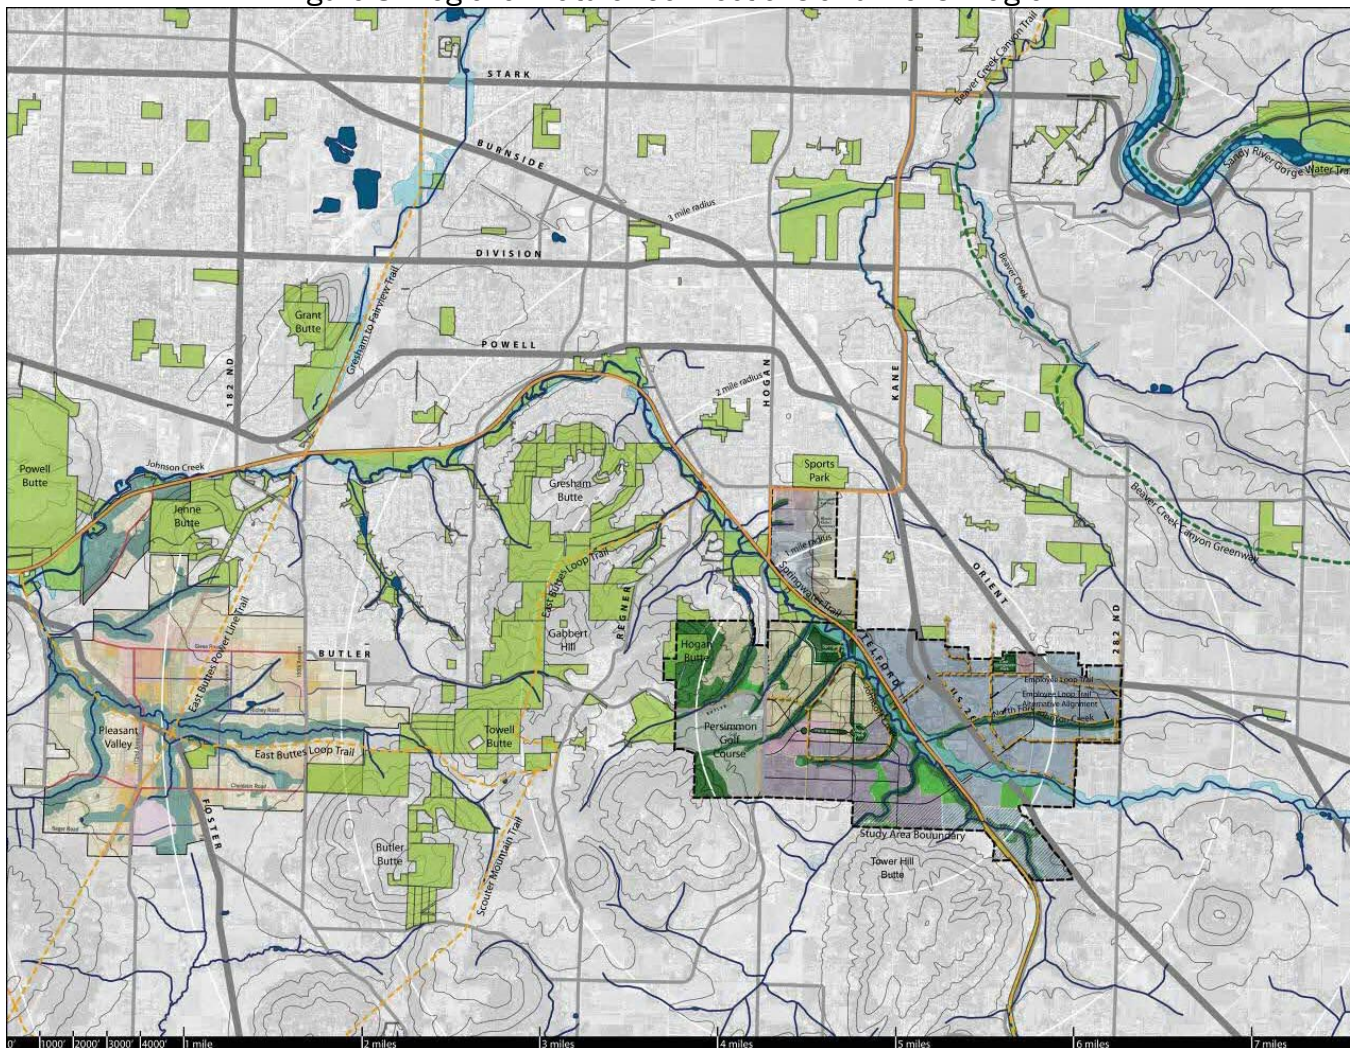 STARK
Beaver Creek Canyon Trail
BURNSIDE
Sandy River Gorge Water Trail
3 mile radius
DIVISION
Beaver Creek
Gresham to Fairview Trail
Grant
Butte
POWELL
182 ND
2 mile radius
HOGAN
KANE
Johnson Creek
Powell
Butte
Sports
Park
Gresham
Butte
Jenne
Butte
Beaver Creek Canyon Greenway
1 mile radius
Springwater Trail
ORIENT
East Buttes Loop Trail
REGNER
Gabbert
Hill
282 ND
East Buttes Power Line Trail
BUTLER
Hogan
Butte
TELFORD
Employee Loop Trail
Employee Loop Trail
Alternative Alignment
Pleasant
Valley
Towell
Butte
Persimmon
Golf
Course
East Buttes Loop Trail
FOSTER
Study Area Bouundary
Butler
Butte
Tower Hill
Butte
Scouter Mountain Trail
0' 1000' 2000' 3000' 4000' 1 mile 2 miles 3 miles 4 miles 5 miles 6 miles 7 miles